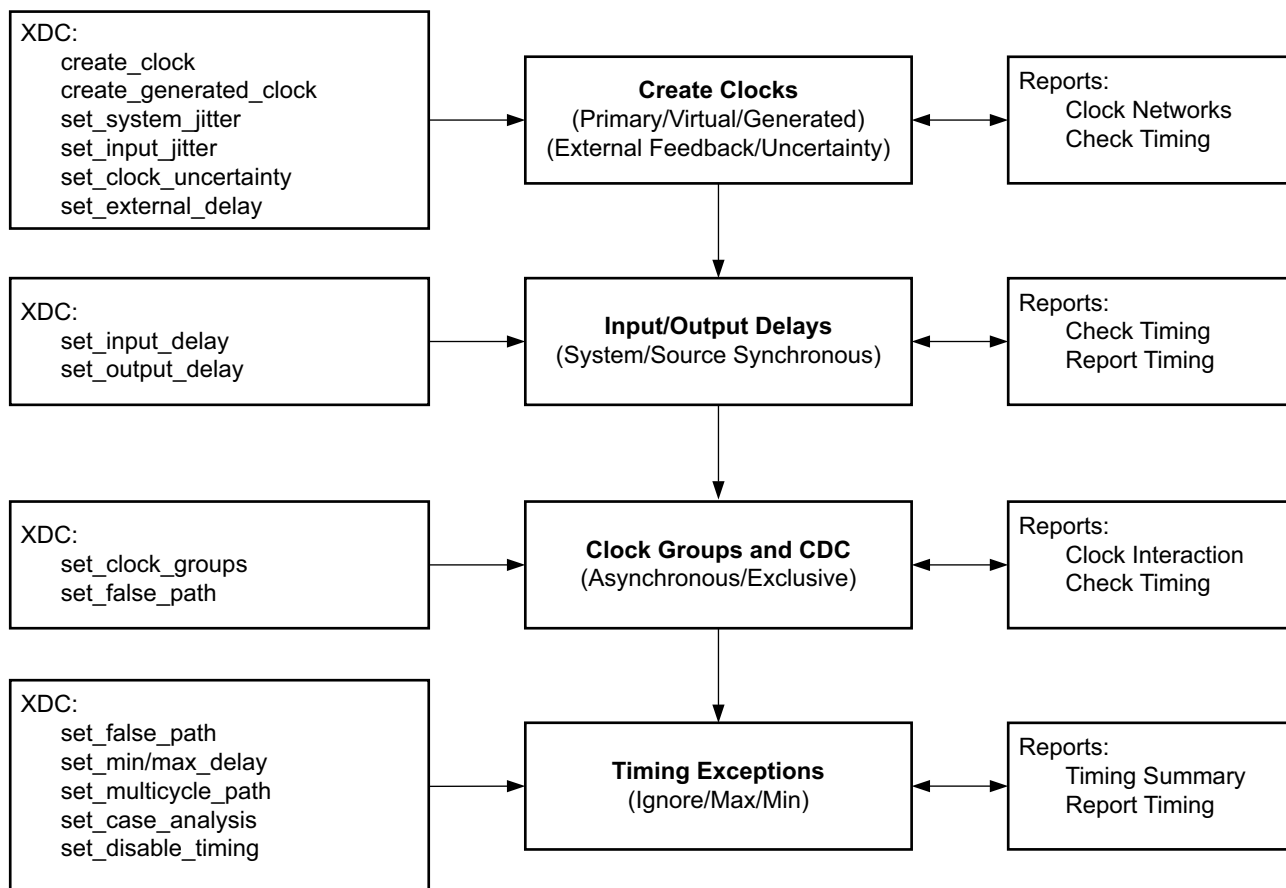 XDC:
create_clock
create_generated_clock
set_system_jitter
set_input_jitter
set_clock_uncertainty
set_external_delay
Create Clocks
(Primary/Virtual/Generated)
(External Feedback/Uncertainty)
Reports:
Clock Networks
Check Timing
XDC:
set_input_delay
set_output_delay
Input/Output Delays
(System/Source Synchronous)
Reports:
Check Timing
Report Timing
XDC:
set_clock_groups
set_false_path
Clock Groups and CDC
(Asynchronous/Exclusive)
Reports:
Clock Interaction
Check Timing
XDC:
set_false_path
set_min/max_delay
set_multicycle_path
set_case_analysis
set_disable_timing
Timing Exceptions
(Ignore/Max/Min)
Reports:
Timing Summary
Report Timing